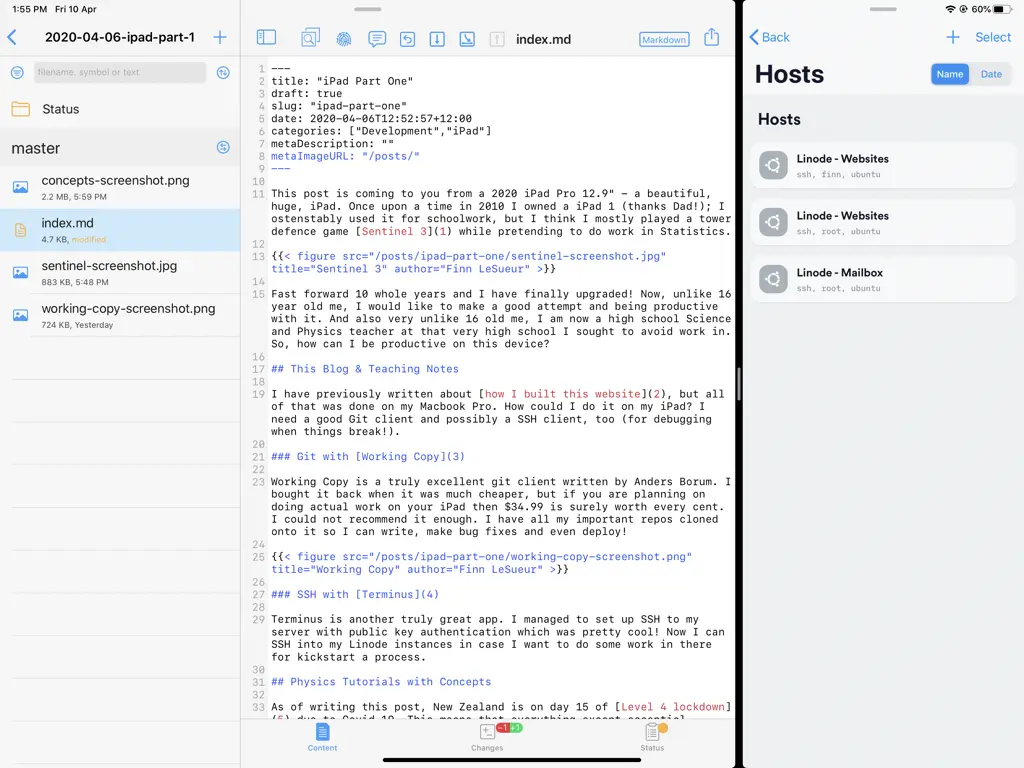 1:55 PM Fri 10 Apr
60%
2020-04-06-ipad-part-1
filename, symbol or text
Status
master
concepts-screenshot.png
2.2 MB, 5:59 PM
index.md
4.7 KB, modified
sentinel-screenshot.jpg
883 KB, 5:48 PM
working-copy-screenshot.png
724 KB, Yesterday
index.md
Markdown
1 ---
2 title: "iPad Part One"
3 draft: true
4 slug: "ipad-part-one"
5 date: 2020-04-06T12:52:57+12:00
6 categories: ["Development","iPad"]
7 metaDescription: ""
8 metaImageURL: "/posts/"
9 ---
10
11 This post is coming to you from a 2020 iPad Pro 12.9" – a beautiful,
huge, iPad. Once upon a time in 2010 I owned a iPad 1 (thanks Dad!); I
ostenstably used it for schoolwork, but I think I mostly played a tower
defence game [Sentinel 3](1) while pretending to do work in Statistics.
12
13 {{< figure src="/posts/ipad-part-one/sentinel-screenshot.jpg"
title="Sentinel 3" author="Finn LeSueur" >}}
14
15 Fast forward 10 whole years and I have finally upgraded! Now, unlike 16
year old me, I would like to make a good attempt and being productive
with it. And also very unlike 16 old me, I am now a high school Science
and Physics teacher at that very high school I sought to avoid work in.
So, how can I be productive on this device?
16
17 ## This Blog & Teaching Notes
18
19 I have previously written about [how I built this website](2), but all
of that was done on my Macbook Pro. How could I do it on my iPad? I
need a good Git client and possibly a SSH client, too (for debugging
when things break!).
20
21 ### Git with [Working Copy](3)
22
23 Working Copy is a truly excellent git client written by Anders Borum. I
bought it back when it was much cheaper, but if you are planning on
doing actual work on your iPad then $34.99 is surely worth every cent.
I could not recommend it enough. I have all my important repos cloned
onto it so I can write, make bug fixes and even deploy!
24
25 {{< figure src="/posts/ipad-part-one/working-copy-screenshot.png"
title="Working Copy" author="Finn LeSueur" >}}
26
27 ### SSH with [Terminus](4)
28
29 Terminus is another truly great app. I managed to set up SSH to my
server with public key authentication which was pretty cool! Now I can
SSH into my Linode instances in case I want to do some work in there
for kickstart a process.
30
31 ## Physics Tutorials with Concepts
32
33 As of writing this post, New Zealand is on day 15 of [Level 4 lockdown]
(5) due to Covid-19. This means that everything except essential
Content
Changes
-1 +1
Status
Back
Select
Hosts
Name
Date
Hosts
Linode - Websites
ssh, finn, ubuntu
Linode - Websites
ssh, root, ubuntu
Linode - Mailbox
ssh, root, ubuntu